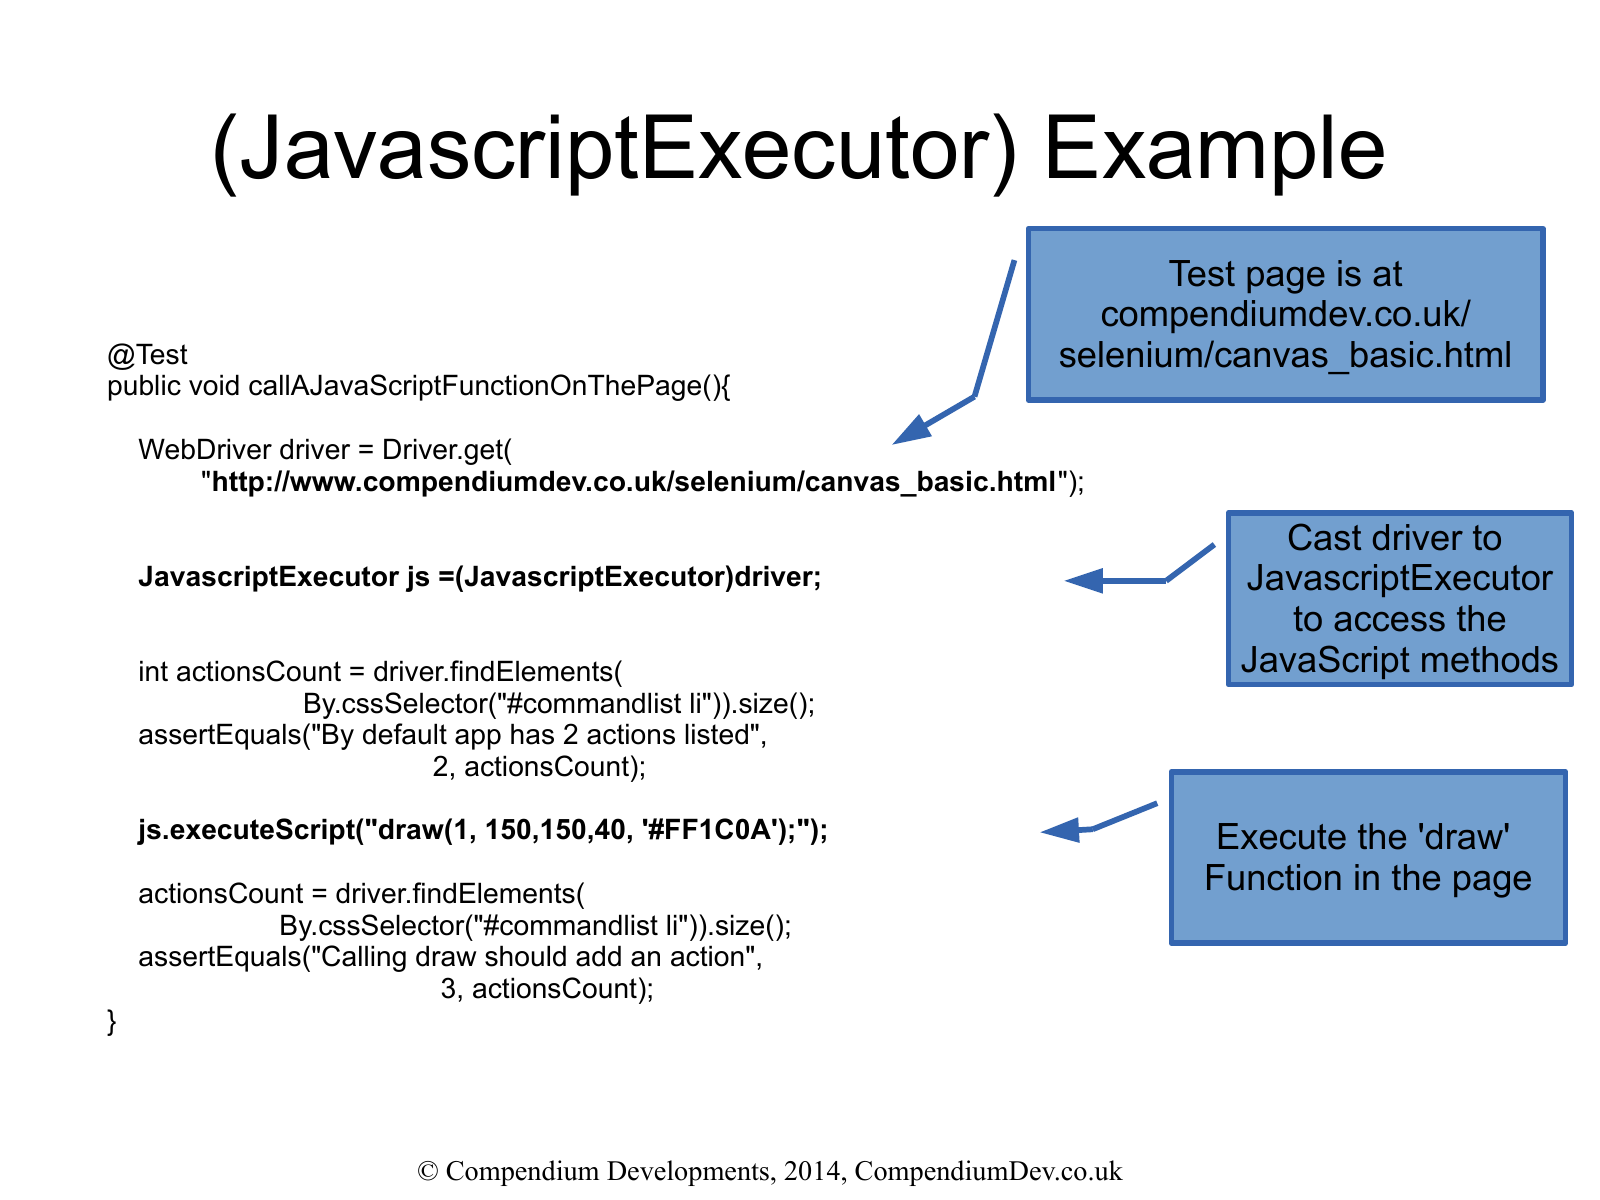 (JavascriptExecutor) Example
Test page is at
compendiumdev.co.uk/
selenium/canvas_basic.html
@Test
public void callAJavaScriptFunctionOnThePage(){
WebDriver driver = Driver.get(
"http://www.compendiumdev.co.uk/selenium/canvas_basic.html");
Cast driver to
JavascriptExecutor
to access the
JavaScript methods
JavascriptExecutor js =(JavascriptExecutor)driver;
int actionsCount = driver.findElements(
By.cssSelector("#commandlist li")).size();
assertEquals("By default app has 2 actions listed",
2, actionsCount);
Execute the 'draw'
Function in the page
js.executeScript("draw(1, 150,150,40, '#FF1C0A');");
actionsCount = driver.findElements(
By.cssSelector("#commandlist li")).size();
assertEquals("Calling draw should add an action",
3, actionsCount);
}
© Compendium Developments, 2014, CompendiumDev.co.uk